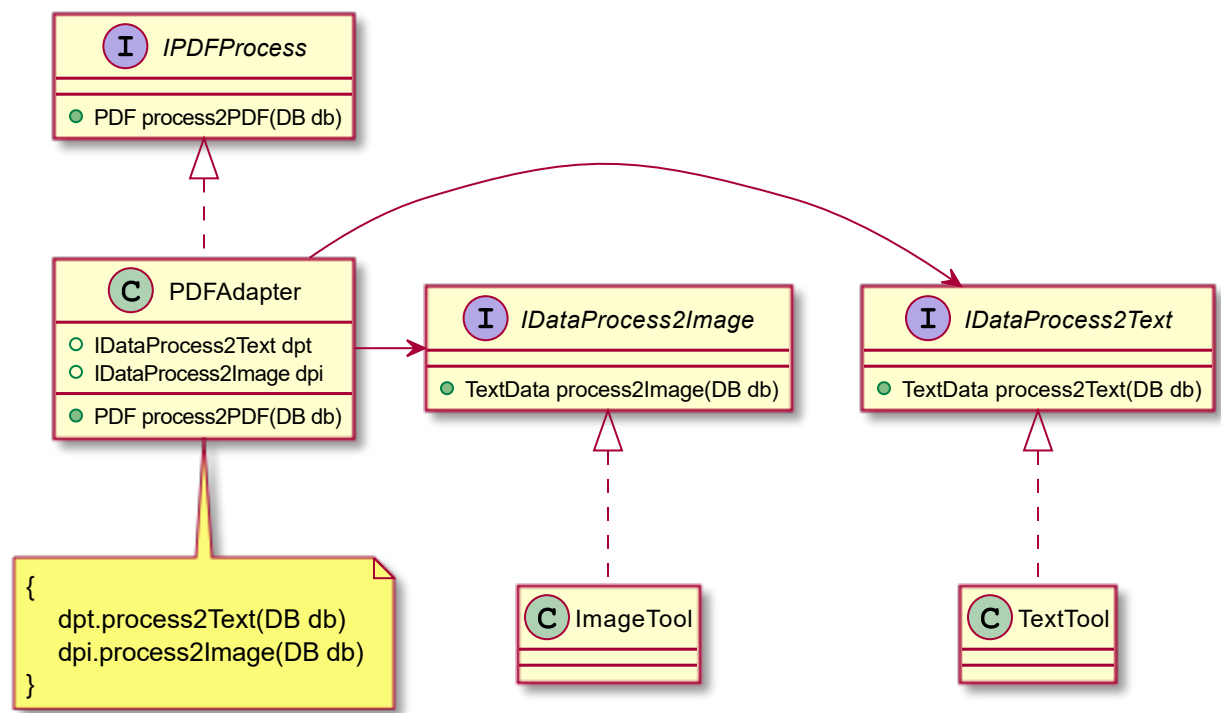 I IPDFProcess
PDF process2PDF(DB db)
C PDFAdapter
IDataProcess2Text dpt
IDataProcess2Image dpi
PDF process2PDF(DB db)
I IDataProcess2Image
TextData process2Image(DB db)
I IDataProcess2Text
TextData process2Text(DB db)
{
dpt.process2Text(DB db)
dpi.process2Image(DB db)
}
C ImageTool
C TextTool